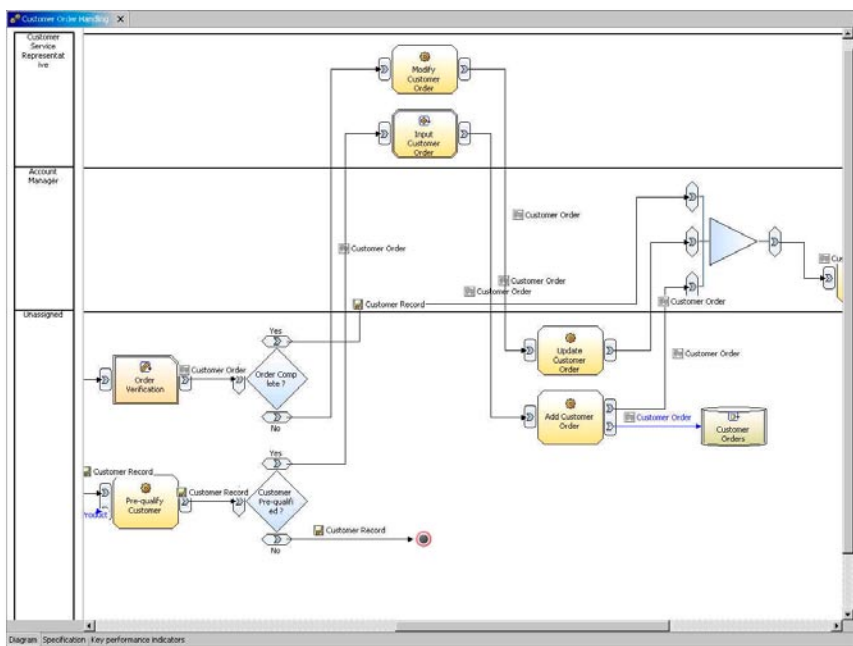 Customer Order Handling
Customer
Service
Representat
ive
Modify
Customer
Order
Input
Customer
Order
Account
Manager
Customer Order
Customer Order
Customer Order
Customer Order
Customer Record
Customer Order
Unassigned
Yes
Order
Verification
Customer Order
Order Comp
lete ?
No
Update
Customer
Order
Customer Order
Add Customer
Order
Customer Order
Customer
Orders
Yes
Customer Record
Pre-qualify
Customer
Customer Record
Customer
Pre-qualifi
ed ?
Product
Customer Record
No
Diagram
Specification
Key performance indicators